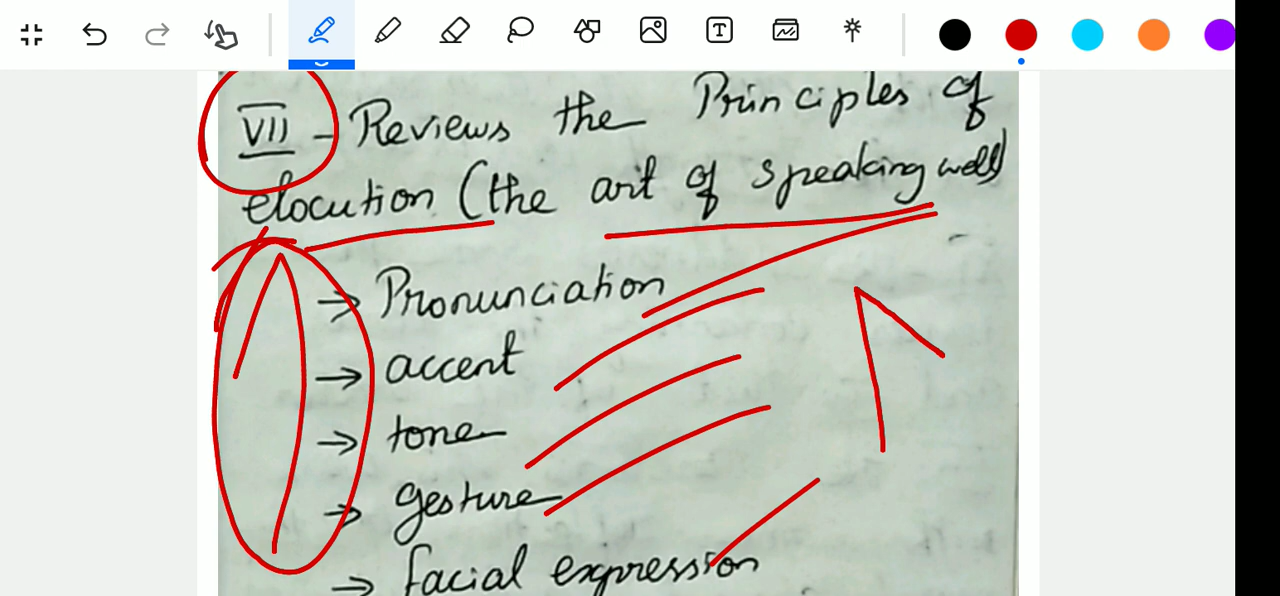 VII - Reviews the Principles of
elocution (the art of speaking well)
→ Pronunciation
→ accent
→ tone
→ gesture
→ facial expression